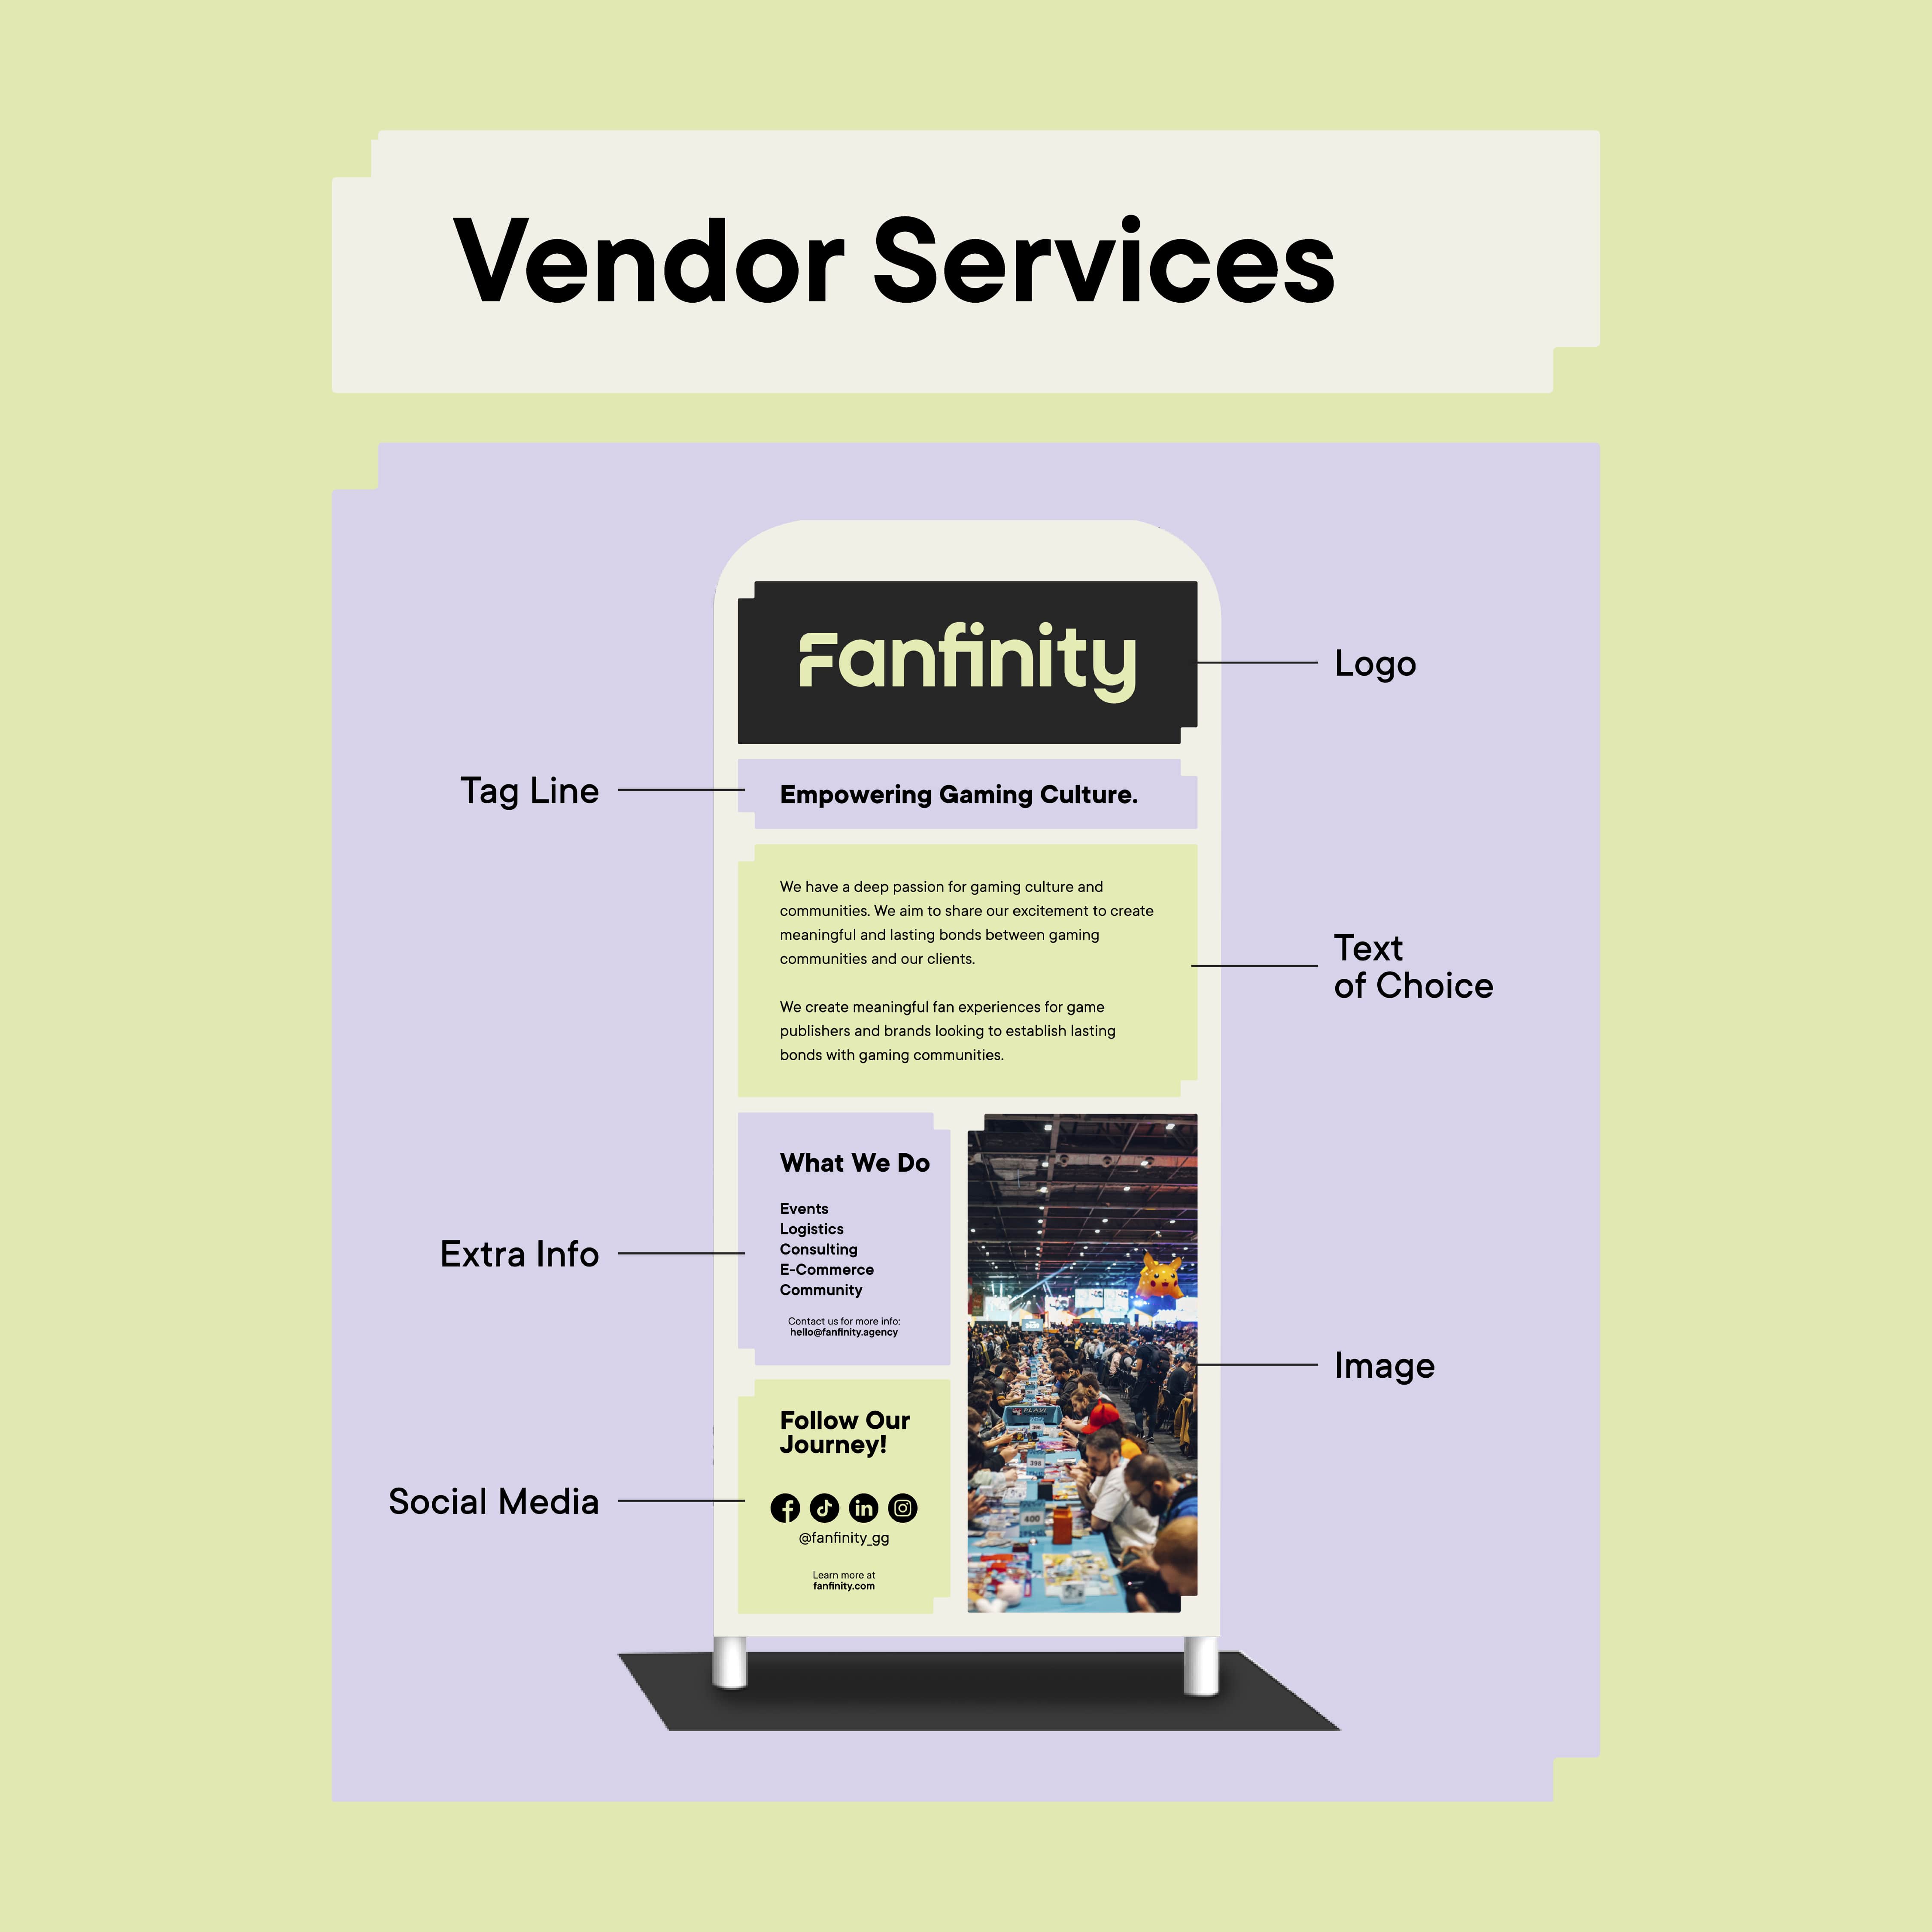 Vendor Services
Fanfinity
Logo
Tag Line
Empowering Gaming Culture.
We have a deep passion for gaming culture and
communities. We aim to share our excitement to create
meaningful and lasting bonds between gaming
communities and our clients.
We create meaningful fan experiences for game
publishers and brands looking to establish lasting
bonds with gaming communities.
Text
of Choice
What We Do
Events
Logistics
Consulting
E-Commerce
Community
Contact us for more info:
hello@fanfinity.agency
Extra Info
Image
PLAY!
396
398
400
Follow Our
Journey!
Social Media
@fanfinity_gg
Learn more at
fanfinity.com